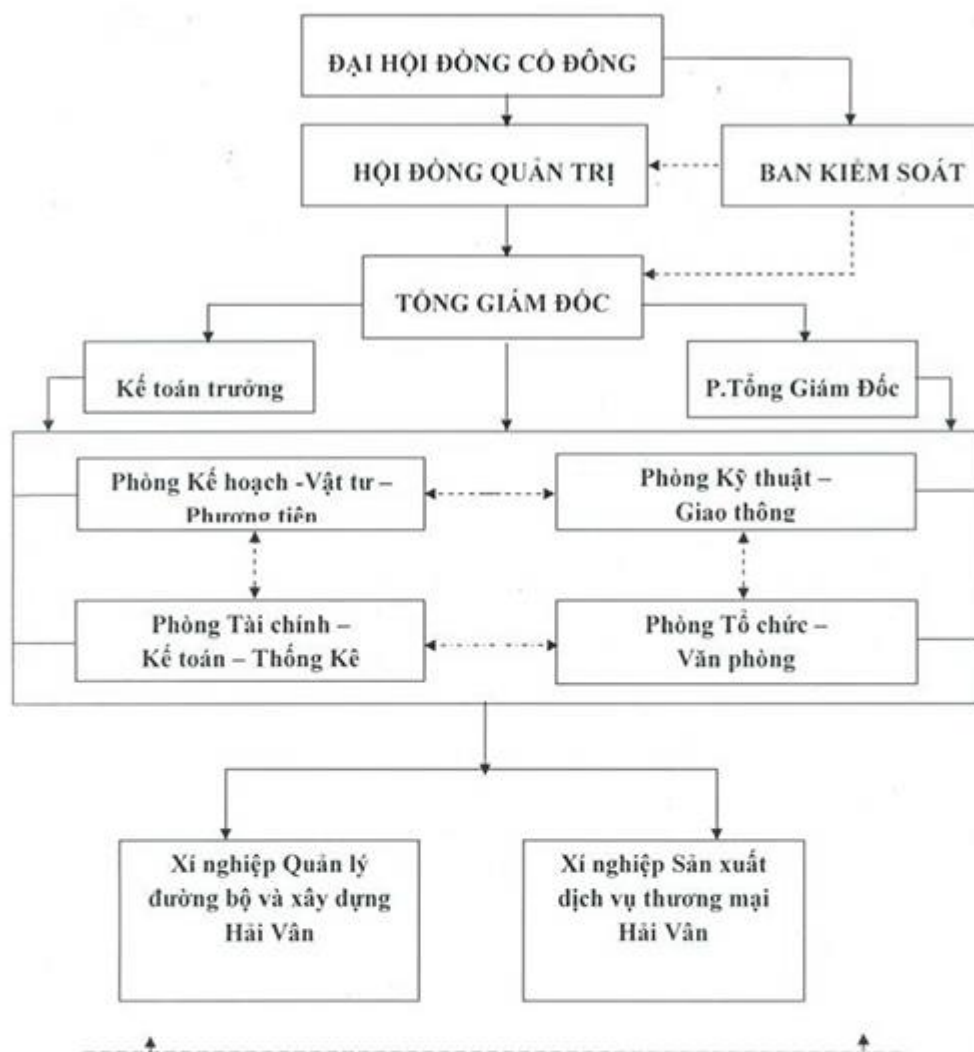 ĐẠI HỘI ĐỒNG CỔ ĐÔNG
HỘI ĐỒNG QUẢN TRỊ
BAN KIỂM SOÁT
TỔNG GIÁM ĐỐC
Kế toán trưởng
P.Tổng Giám Đốc
Phòng Kế hoạch -Vật tư –
Phương tiện
Phòng Kỹ thuật –
Giao thông
Phòng Tài chính –
Kế toán – Thống Kê
Phòng Tổ chức –
Văn phòng
Xí nghiệp Quản lý
đường bộ và xây dựng
Hải Vân
Xí nghiệp Sản xuất
dịch vụ thương mại
Hải Vân